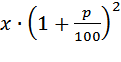 x · (1 + p/100)²